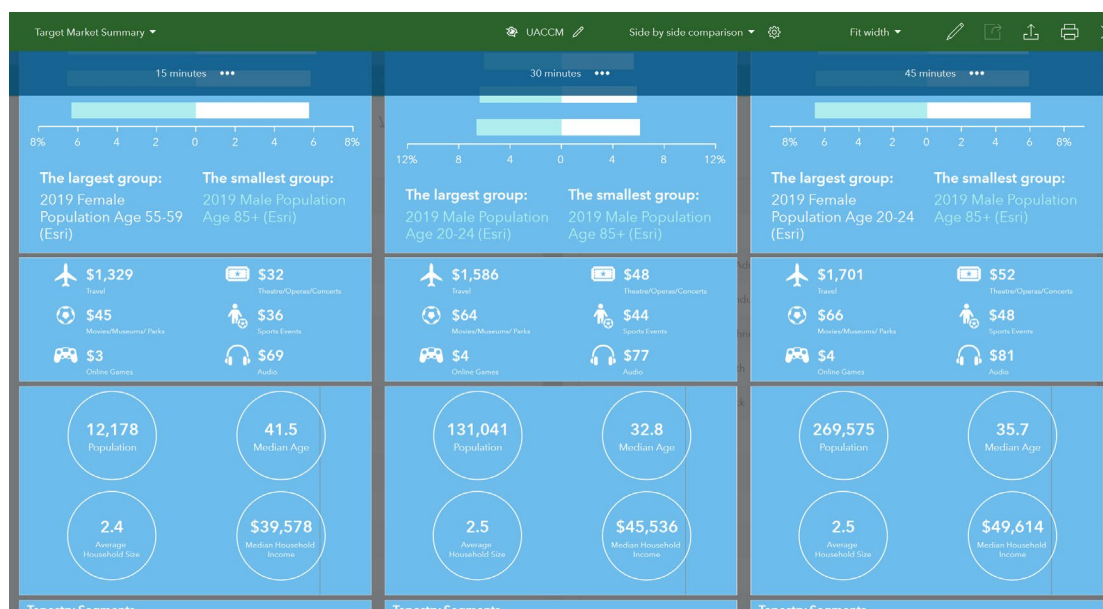 Target Market Summary
UACCM
Side by side comparison
Fit width
15 minutes
8% 6 4 2 0 2 4 6 8%
The largest group:
2019 Female
Population Age 55-59
(Esri)
The smallest group:
2019 Male Population
Age 85+ (Esri)
$1,329
Travel
$32
Theatre/Operas/Concerts
$45
Movies/Museums/ Parks
$36
Sports Events
$3
Online Games
$69
Audio
12,178
Population
41.5
Median Age
2.4
Average
Household Size
$39,578
Median Household
Income
Tapestry Segments
30 minutes
12% 8 4 0 4 8 12%
The largest group:
2019 Male Population
Age 20-24 (Esri)
The smallest group:
2019 Male Population
Age 85+ (Esri)
$1,586
Travel
$48
Theatre/Operas/Concerts
$64
Movies/Museums/ Parks
$44
Sports Events
$4
Online Games
$77
Audio
131,041
Population
32.8
Median Age
2.5
Average
Household Size
$45,536
Median Household
Income
Tapestry Segments
45 minutes
8% 6 4 2 0 2 4 6 8%
The largest group:
2019 Female
Population Age 20-24
(Esri)
The smallest group:
2019 Male Population
Age 85+ (Esri)
$1,701
Travel
$52
Theatre/Operas/Concerts
$66
Movies/Museums/ Parks
$48
Sports Events
$4
Online Games
$81
Audio
269,575
Population
35.7
Median Age
2.5
Average
Household Size
$49,614
Median Household
Income
Tapestry Segments